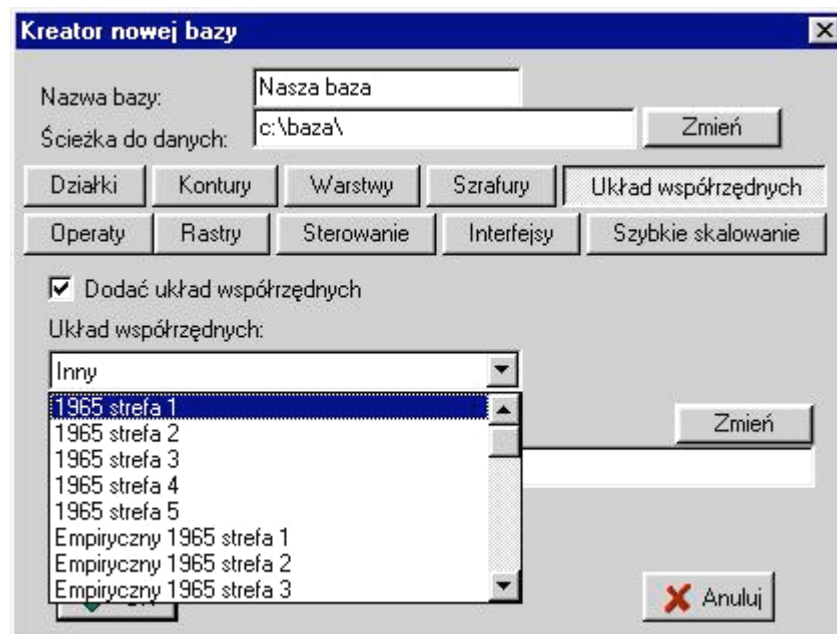 Kreator nowej bazy
Nazwa bazy:
Nasza baza
Ścieżka do danych:
c:\baza\
Zmień
Działki
Kontury
Warstwy
Szrafury
Układ współrzędnych
Operaty
Rastry
Sterowanie
Interfejsy
Szybkie skalowanie
Dodać układ współrzędnych
Układ współrzędnych:
Inny
1965 strefa 1
1965 strefa 2
1965 strefa 3
1965 strefa 4
1965 strefa 5
Empiryczny 1965 strefa 1
Empiryczny 1965 strefa 2
Empiryczny 1965 strefa 3
Zmień
Anuluj